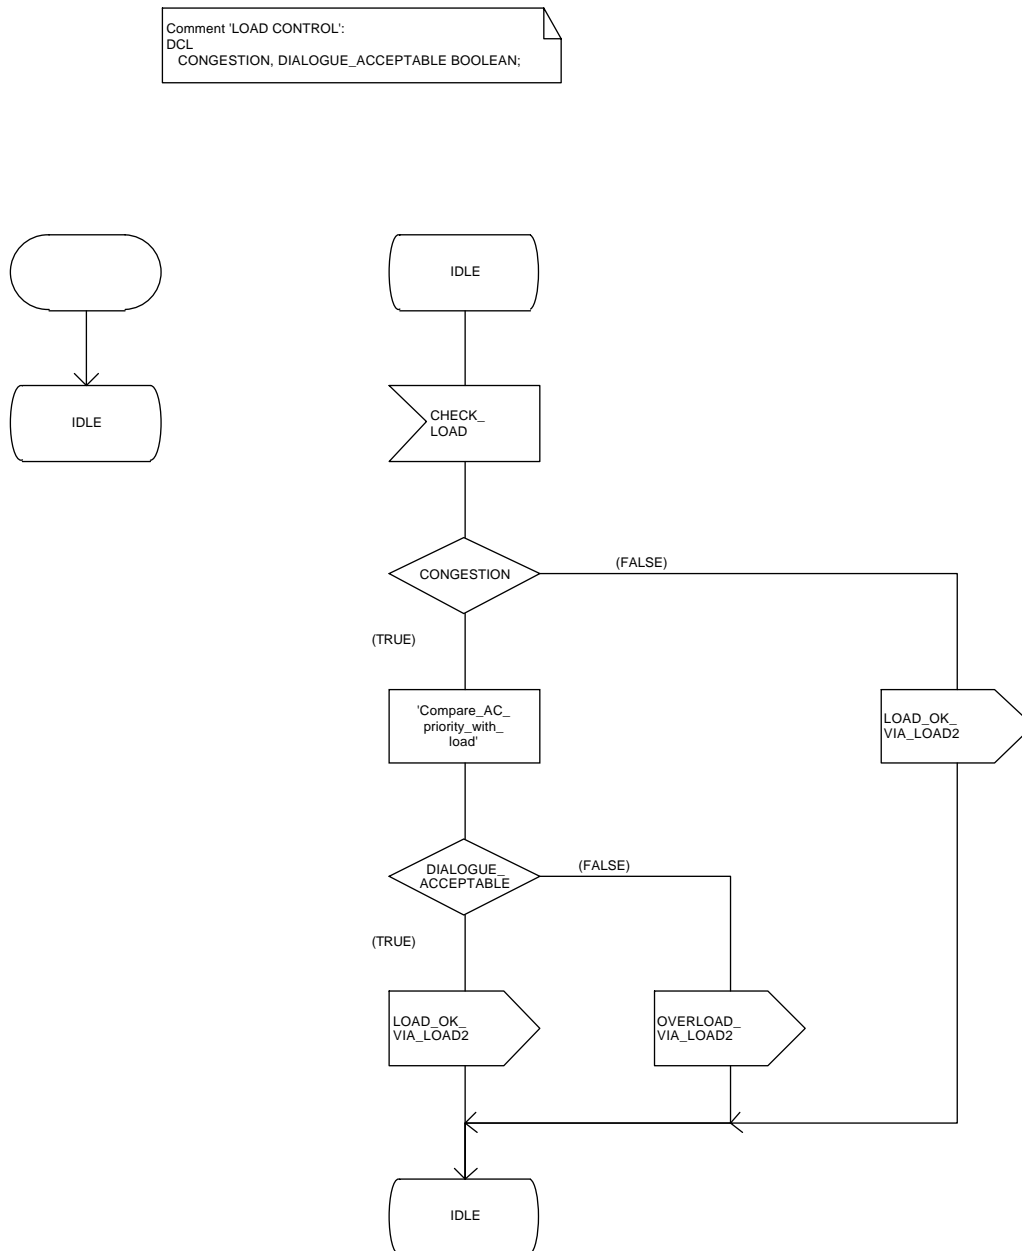 Comment 'LOAD CONTROL':
DCL
CONGESTION, DIALOGUE_ACCEPTABLE BOOLEAN;
IDLE
IDLE
CHECK_
LOAD
CONGESTION
(FALSE)
(TRUE)
'Compare_AC_
priority_with_
load'
LOAD_OK_
VIA_LOAD2
DIALOGUE_
ACCEPTABLE
(FALSE)
(TRUE)
LOAD_OK_
VIA_LOAD2
OVERLOAD_
VIA_LOAD2
IDLE